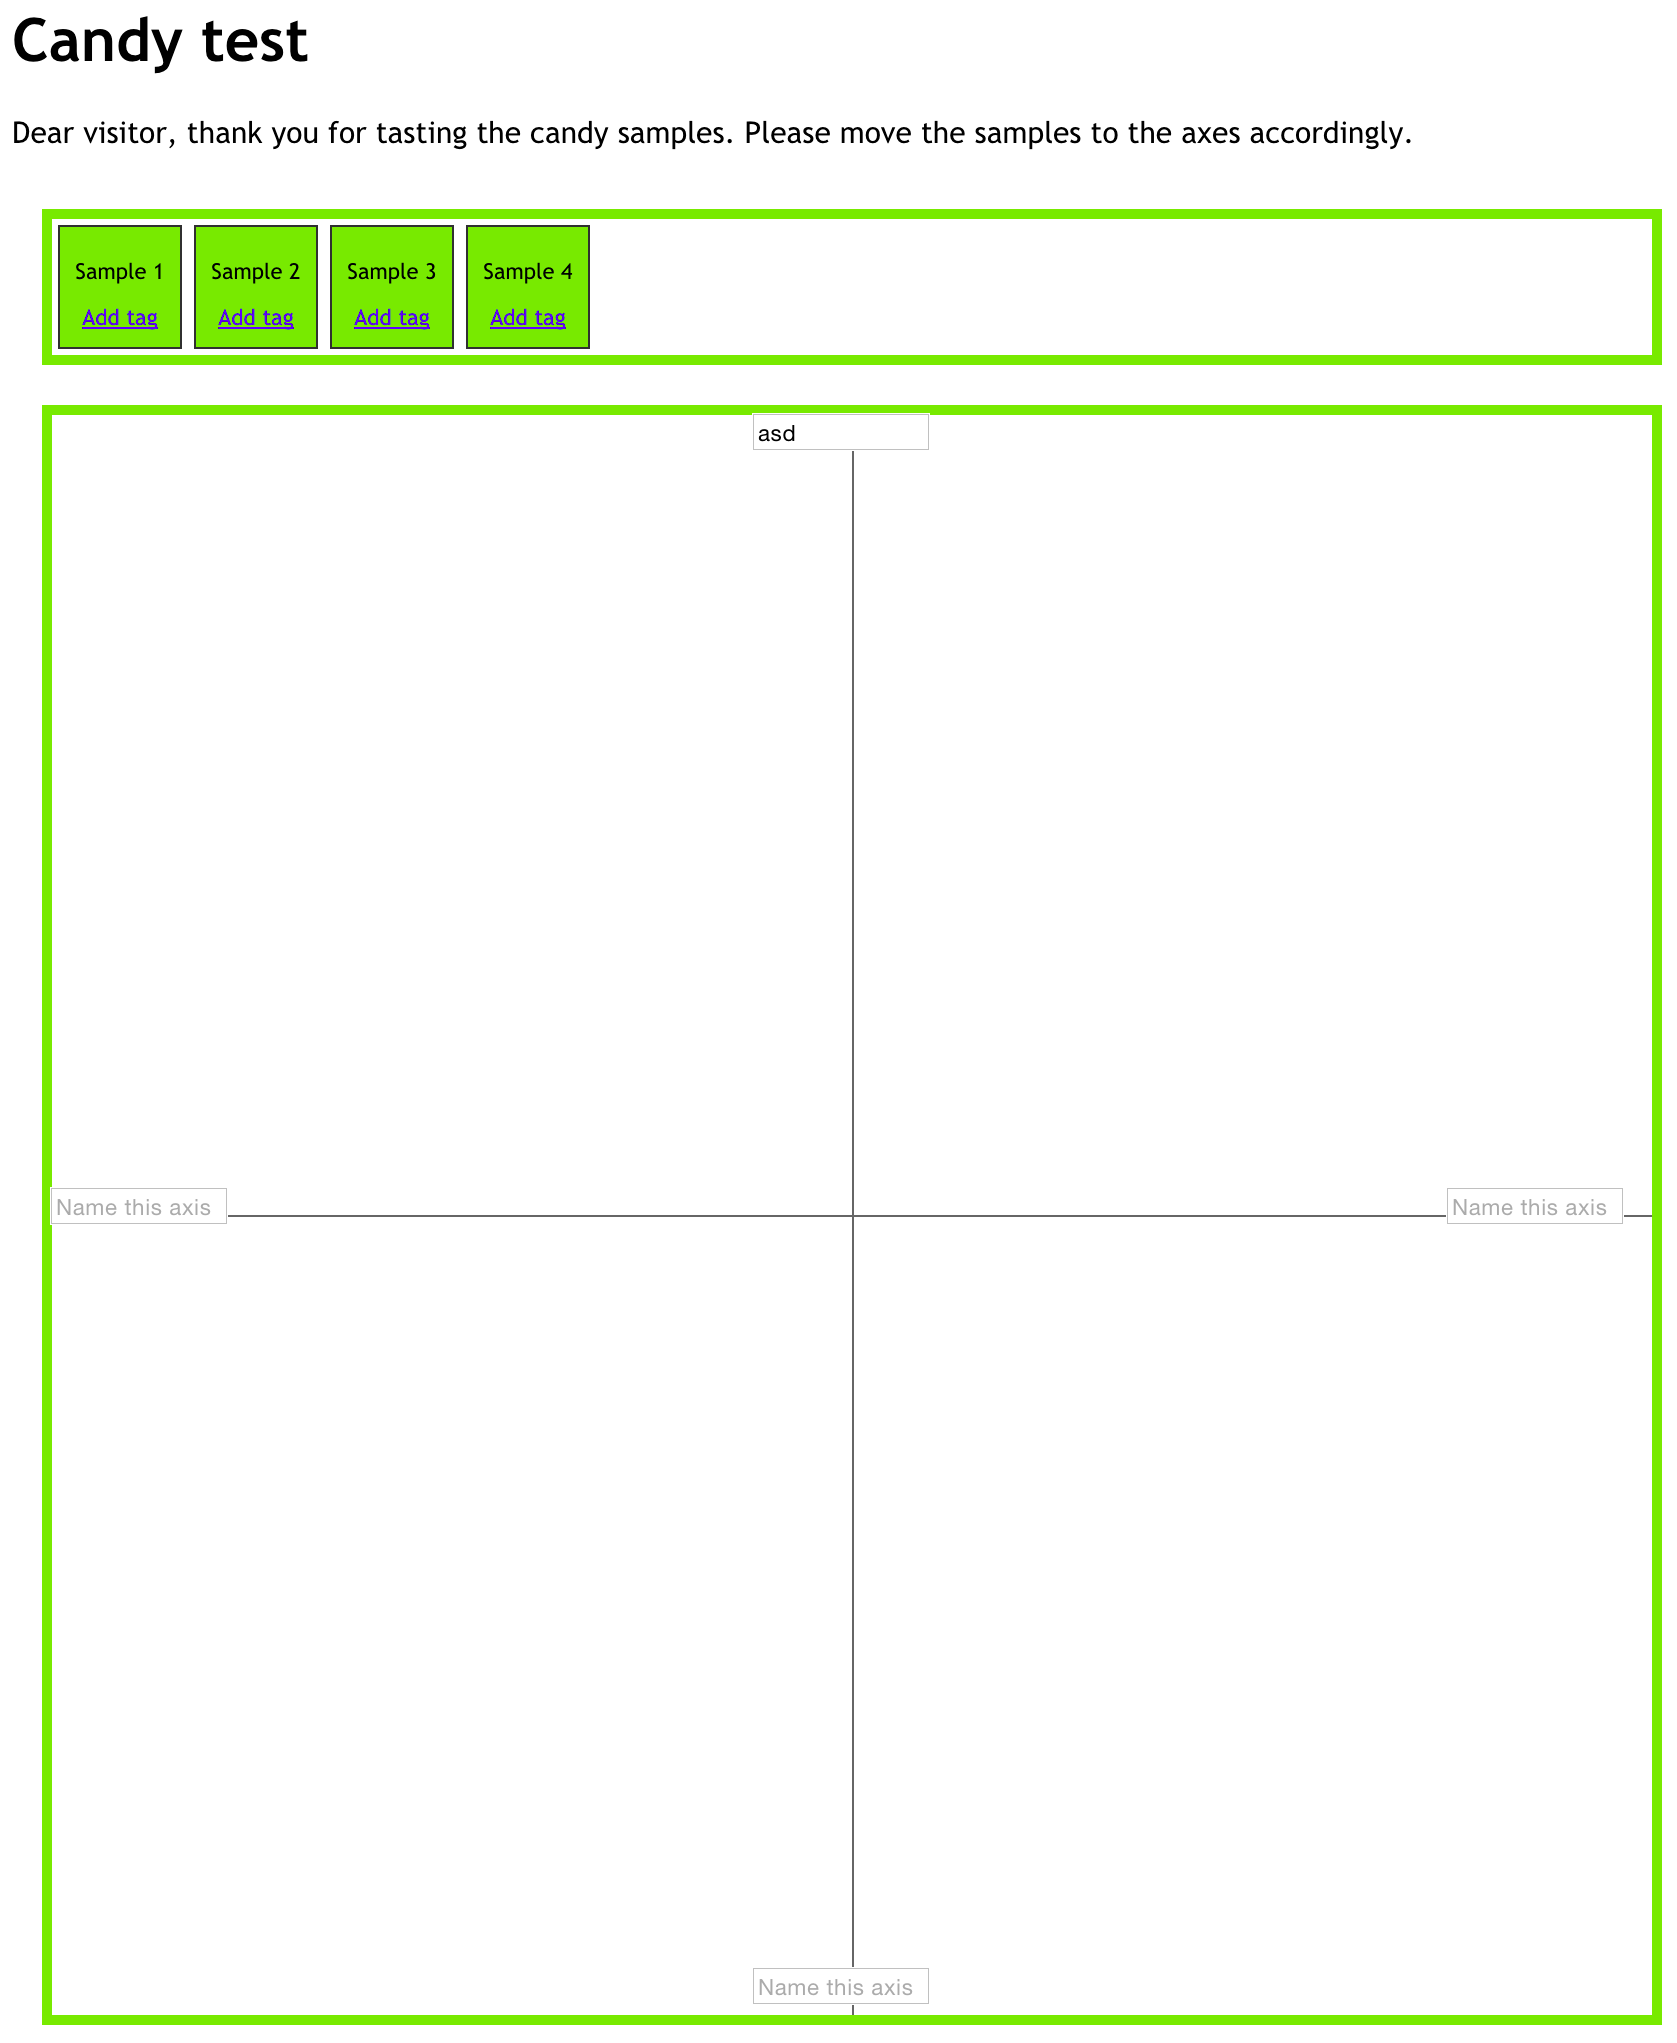 Candy test
Dear visitor, thank you for tasting the candy samples. Please move the samples to the axes accordingly.
Sample 1 Sample 2 Sample 3 Sample 4
Add tag Add tag Add tag Add tag
asd
Name this axis Name this axis
Name this axis